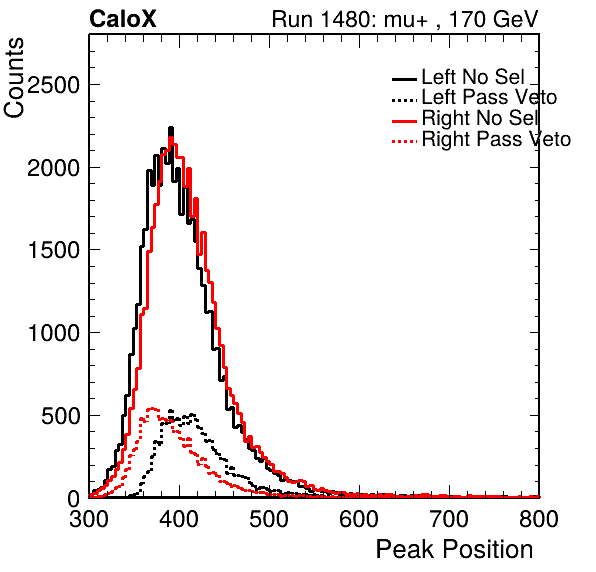 CaloX Run 1480: mu+ , 170 GeV
Counts
2500
2000
1500
1000
500
0
Left No Sel
Left Pass Veto
Right No Sel
Right Pass Veto
300 400 500 600 700 800
Peak Position